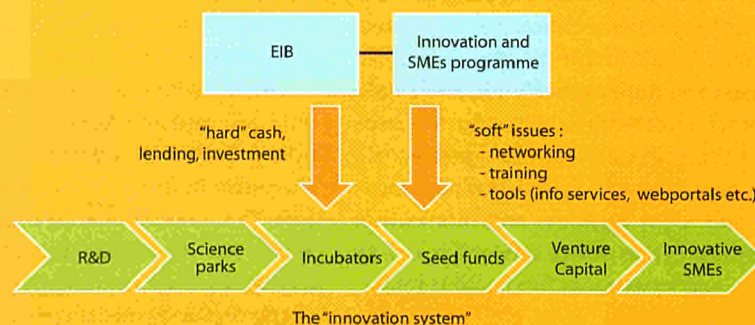 EIB
Innovation and
SMEs programme
"hard" cash,
lending, investment
"soft" issues :
- networking
- training
- tools (info services, webportals etc.)
R&D
Science
parks
Incubators
Seed funds
Venture
Capital
Innovative
SMEs
The "innovation system"